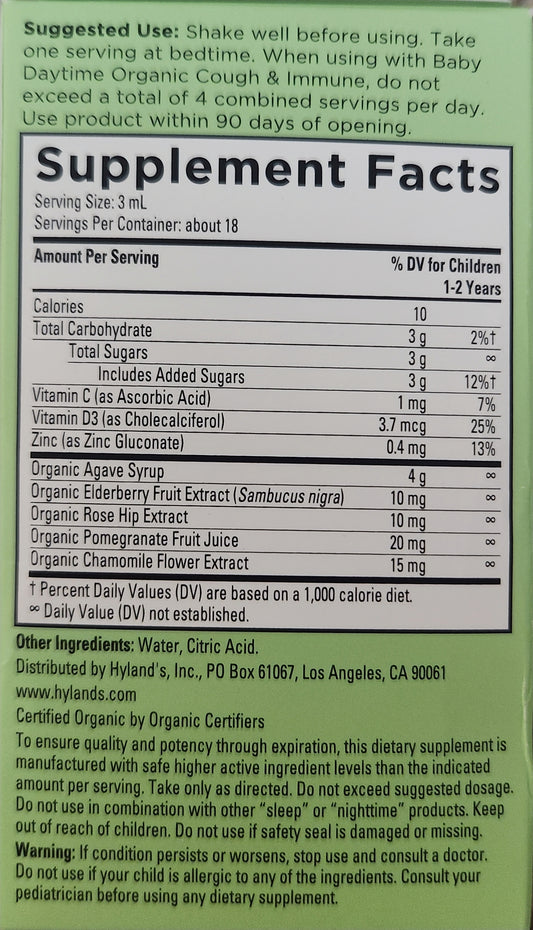 Suggested Use: Shake well before using. Take
one serving at bedtime. When using with Baby
Daytime Organic Cough & Immune, do not
exceed a total of 4 combined servings per day.
Use product within 90 days of opening.
Supplement Facts
Serving Size: 3 mL
Servings Per Container: about 18
Amount Per Serving % DV for Children
1-2 Years
Calories 10
Total Carbohydrate 3 g 2%†
Total Sugars 3 g ∞
Includes Added Sugars 3 g 12%†
Vitamin C (as Ascorbic Acid) 1 mg 7%
Vitamin D3 (as Cholecalciferol) 3.7 mcg 25%
Zinc (as Zinc Gluconate) 0.4 mg 13%
Organic Agave Syrup 4 g ∞
Organic Elderberry Fruit Extract (Sambucus nigra) 10 mg ∞
Organic Rose Hip Extract 10 mg ∞
Organic Pomegranate Fruit Juice 20 mg ∞
Organic Chamomile Flower Extract 15 mg ∞
† Percent Daily Values (DV) are based on a 1,000 calorie diet.
∞ Daily Value (DV) not established.
Other Ingredients: Water, Citric Acid.
Distributed by Hyland's, Inc., PO Box 61067, Los Angeles, CA 90061
www.hylands.com
Certified Organic by Organic Certifiers
To ensure quality and potency through expiration, this dietary supplement is
manufactured with safe higher active ingredient levels than the indicated
amount per serving. Take only as directed. Do not exceed suggested dosage.
Do not use in combination with other “sleep” or “nighttime” products. Keep
out of reach of children. Do not use if safety seal is damaged or missing.
Warning: If condition persists or worsens, stop use and consult a doctor.
Do not use if your child is allergic to any of the ingredients. Consult your
pediatrician before using any dietary supplement.